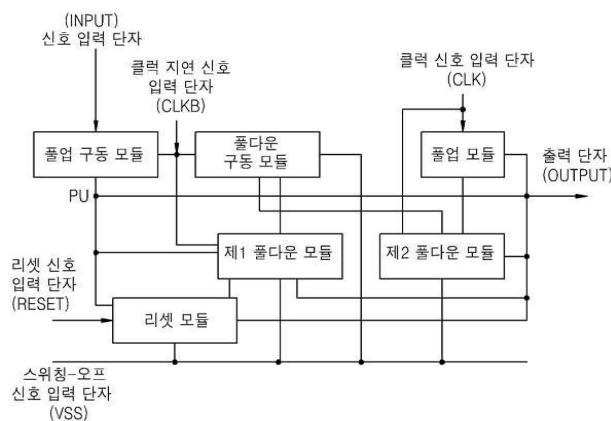 (INPUT)
신호 입력 단자
클럭 지연 신호
입력 단자
(CLKB)
클럭 신호 입력 단자
(CLK)
풀업 구동 모듈
풀다운
구동 모듈
풀업 모듈
출력 단자
(OUTPUT)
PU
제1 풀다운 모듈
제2 풀다운 모듈
리셋 신호
입력 단자
(RESET)
리셋 모듈
스위칭-오프
신호 입력 단자
(VSS)